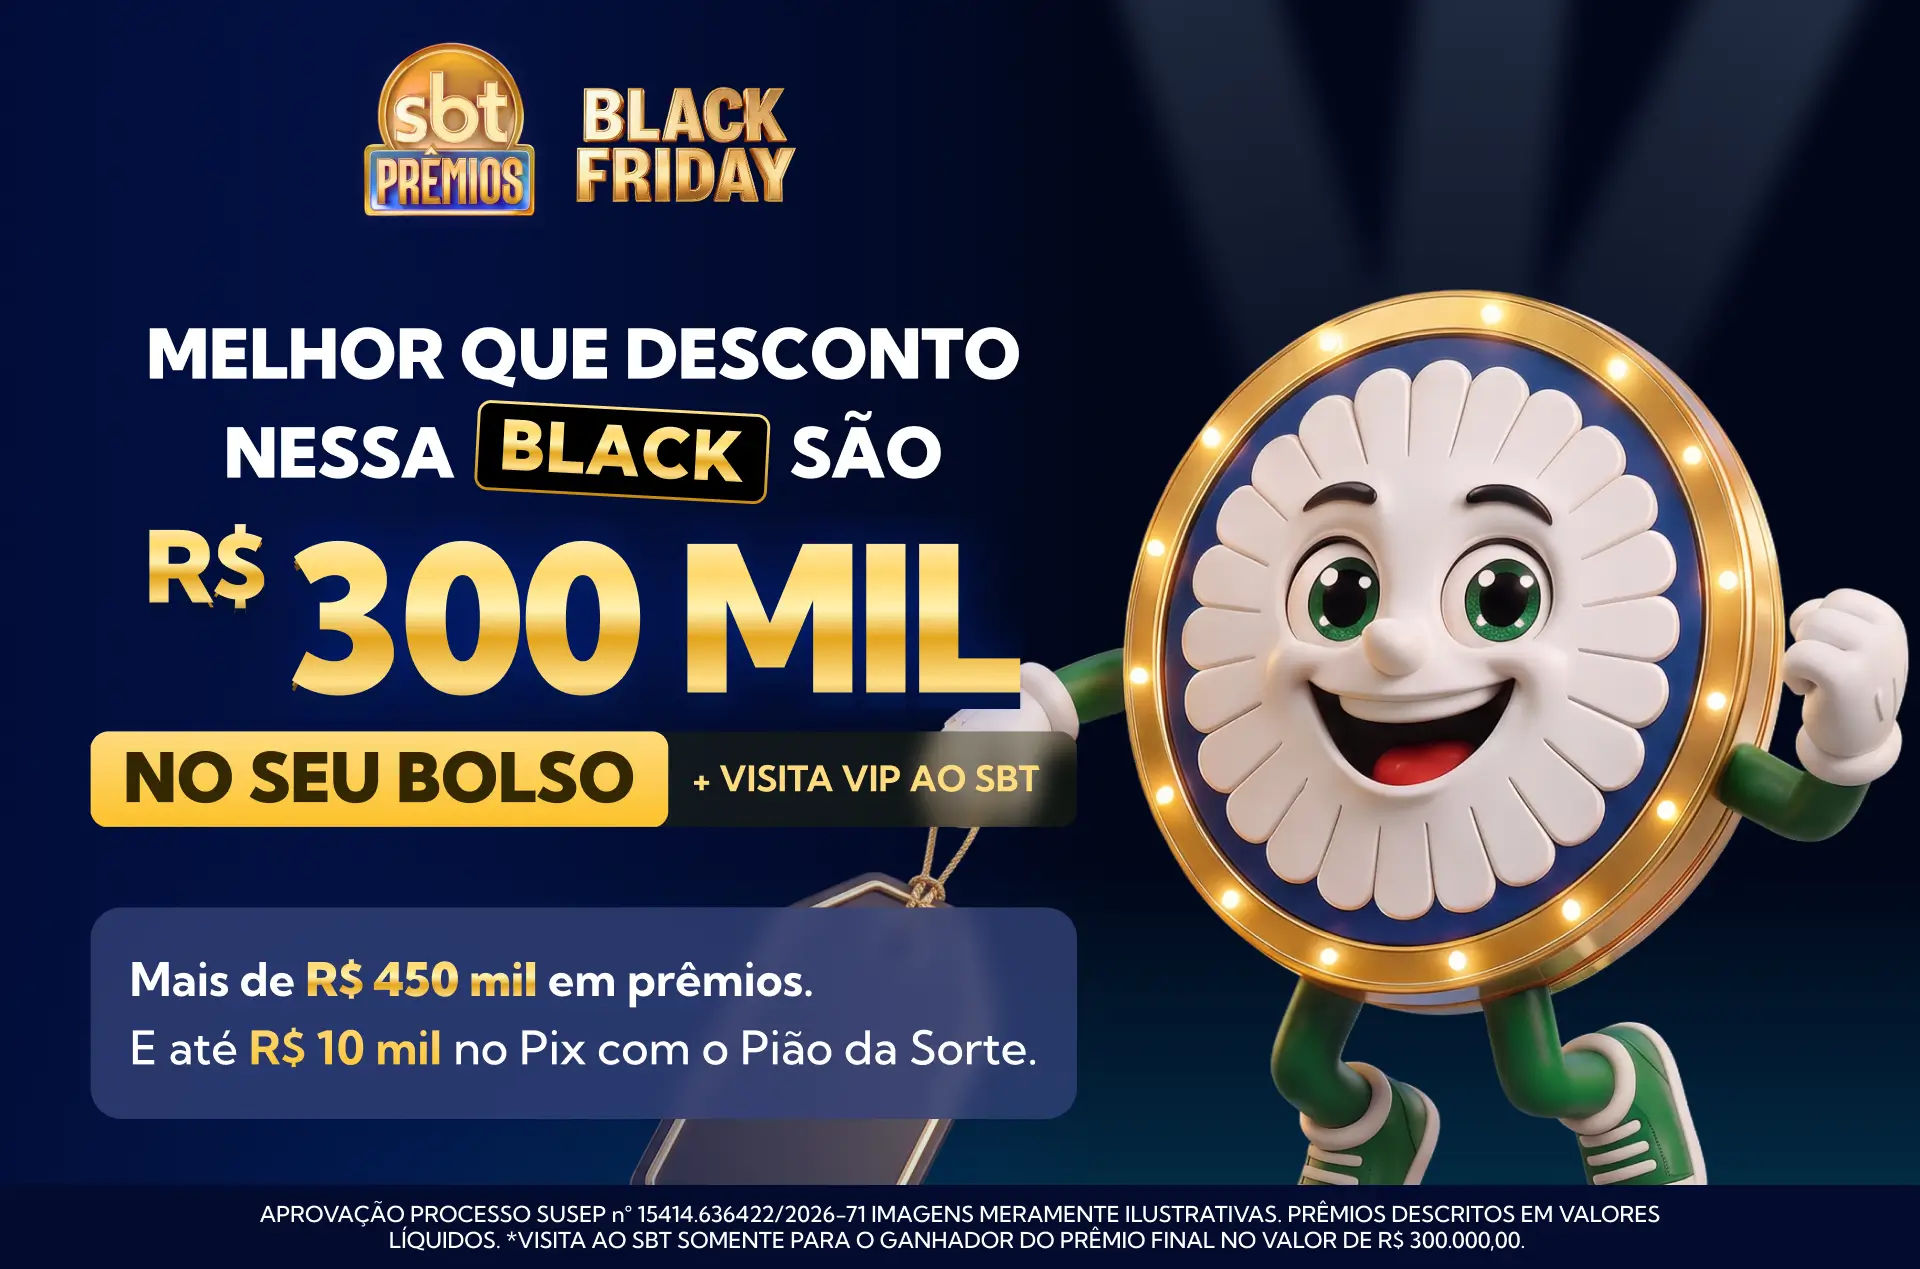 sbt
PRÊMIOS
BLACK
FRIDAY
MELHOR QUE DESCONTO
NESSA BLACK SÃO
R$ 300 MIL
NO SEU BOLSO + VISITA VIP AO SBT
Mais de R$ 450 mil em prêmios.
E até R$ 10 mil no Pix com o Pião da Sorte.
APROVAÇÃO PROCESSO SUSEP n° 15414.636422/2026-71 IMAGENS MERAMENTE ILUSTRATIVAS. PRÊMIOS DESCRITOS EM VALORES
LÍQUIDOS. *VISITA AO SBT SOMENTE PARA O GANHADOR DO PRÊMIO FINAL NO VALOR DE R$ 300.000,00.